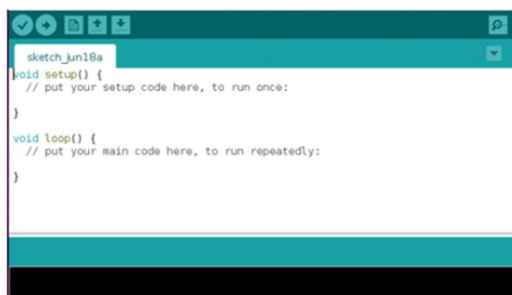 sketch_jun18a
void setup() {
  // put your setup code here, to run once:
}
void loop() {
  // put your main code here, to run repeatedly:
}